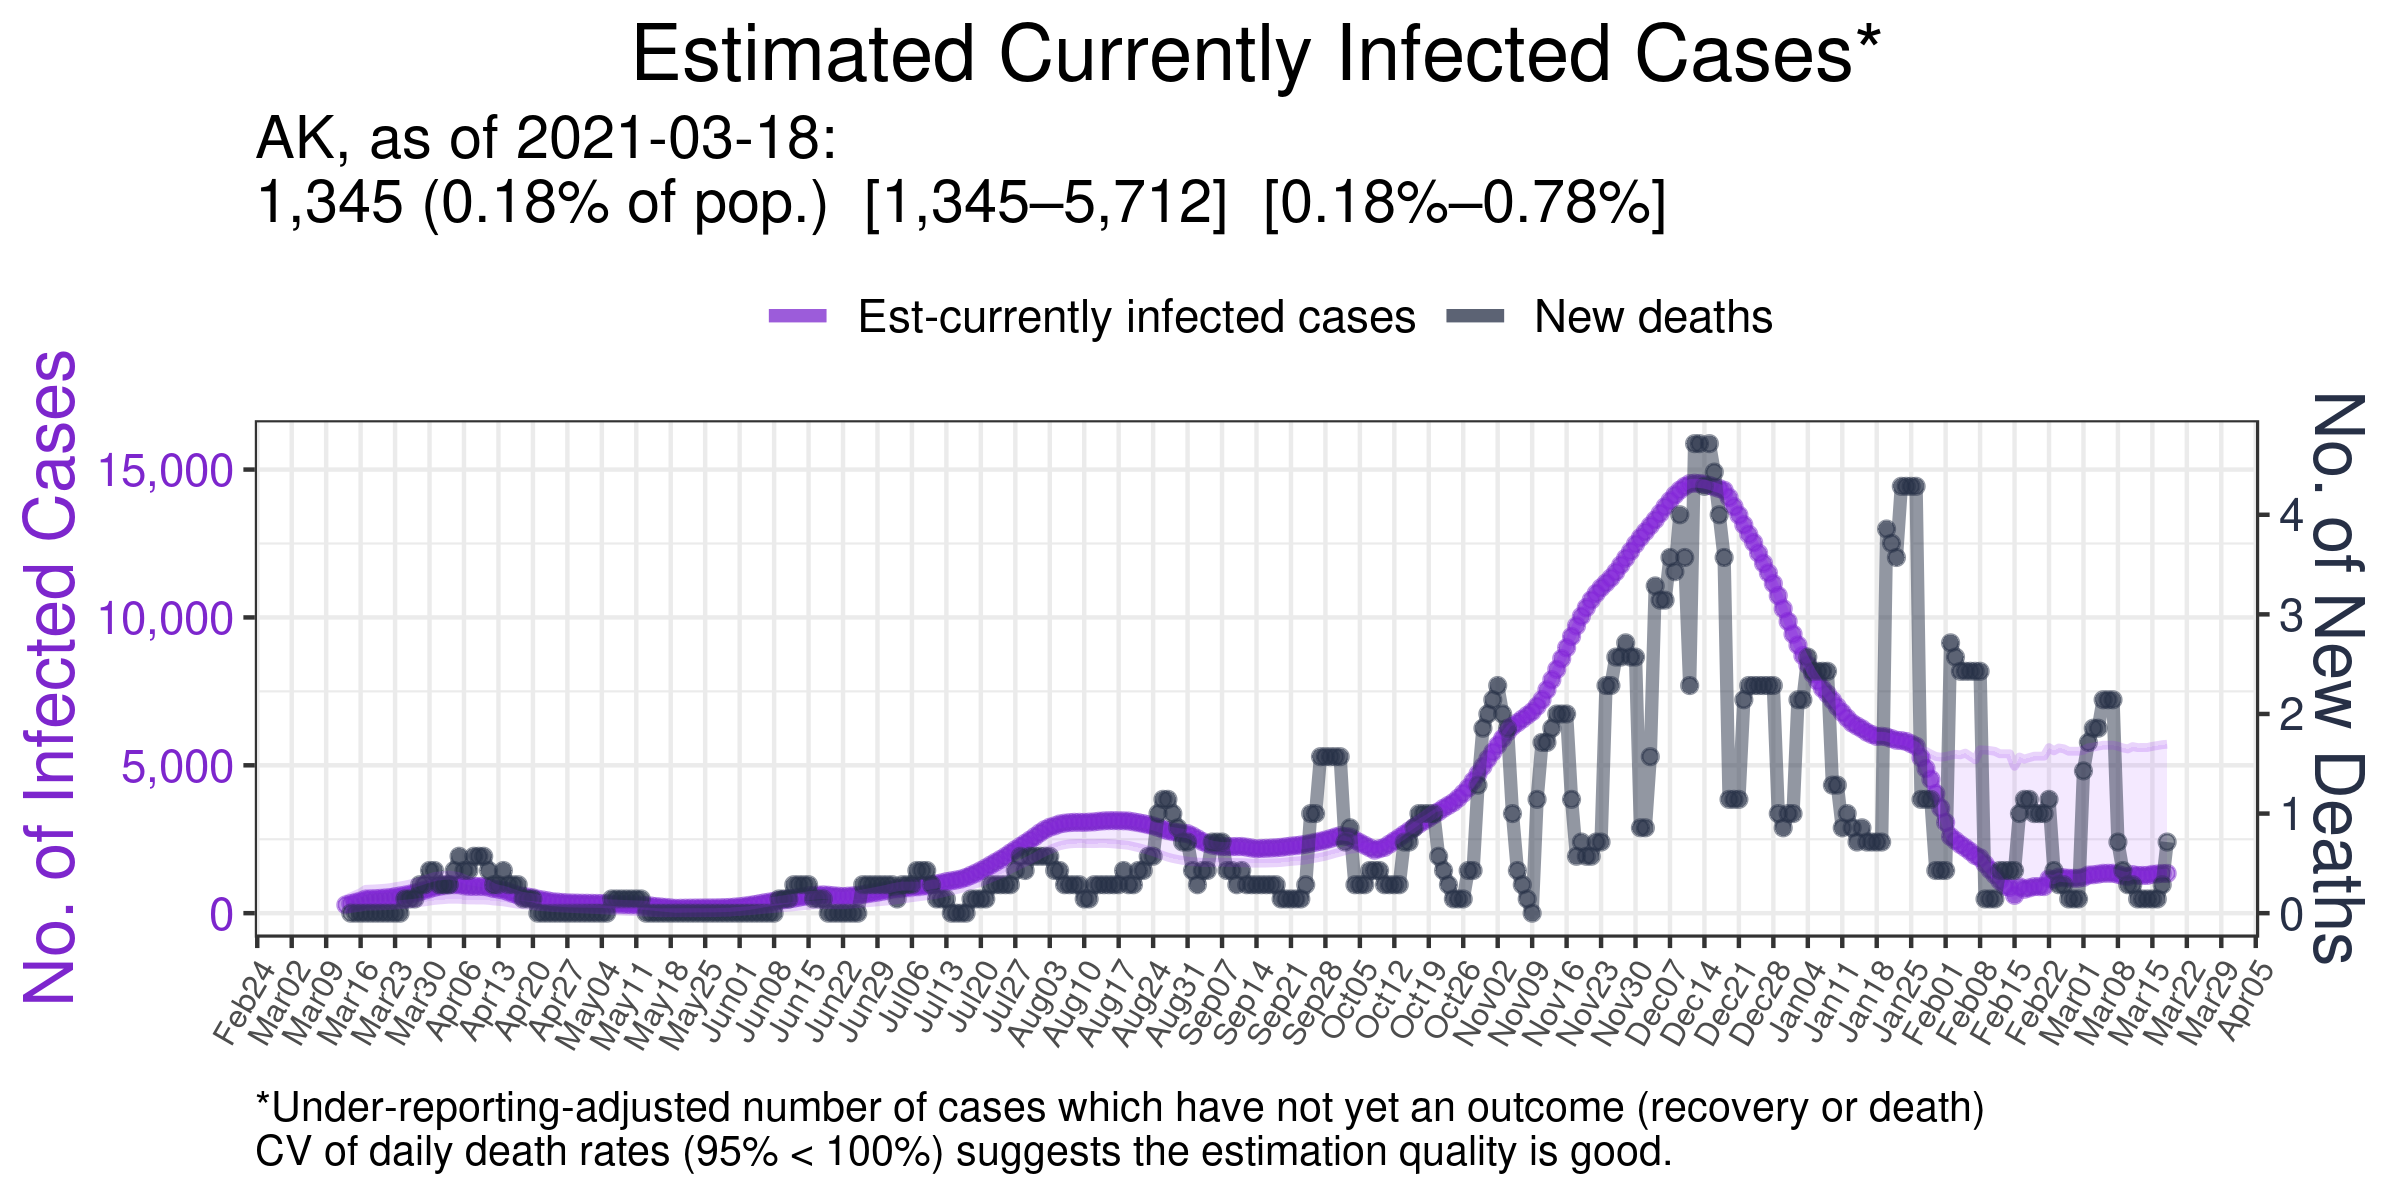 Estimated Currently Infected Cases*
AK, as of 2021-03-18:
1,345 (0.18% of pop.) [1,345–5,712] [0.18%–0.78%]
Est-currently infected cases New deaths
No. of Infected Cases
15,000
10,000
5,000
0
4
3
2
1
0
No. of New Deaths
Feb24 Mar02 Mar09 Mar16 Mar23 Mar30 Apr06 Apr13 Apr20 Apr27 May04 May11 May18 May25 Jun01 Jun08 Jun15 Jun22 Jun29 Jul06 Jul13 Jul20 Jul27 Aug03 Aug10 Aug17 Aug24 Aug31 Sep07 Sep14 Sep21 Sep28 Oct05 Oct12 Oct19 Oct26 Nov02 Nov09 Nov16 Nov23 Nov30 Dec07 Dec14 Dec21 Dec28 Jan04 Jan11 Jan18 Jan25 Feb01 Feb08 Feb15 Feb22 Mar01 Mar08 Mar15 Mar22 Mar29 Apr05
*Under-reporting-adjusted number of cases which have not yet an outcome (recovery or death)
CV of daily death rates (95% < 100%) suggests the estimation quality is good.